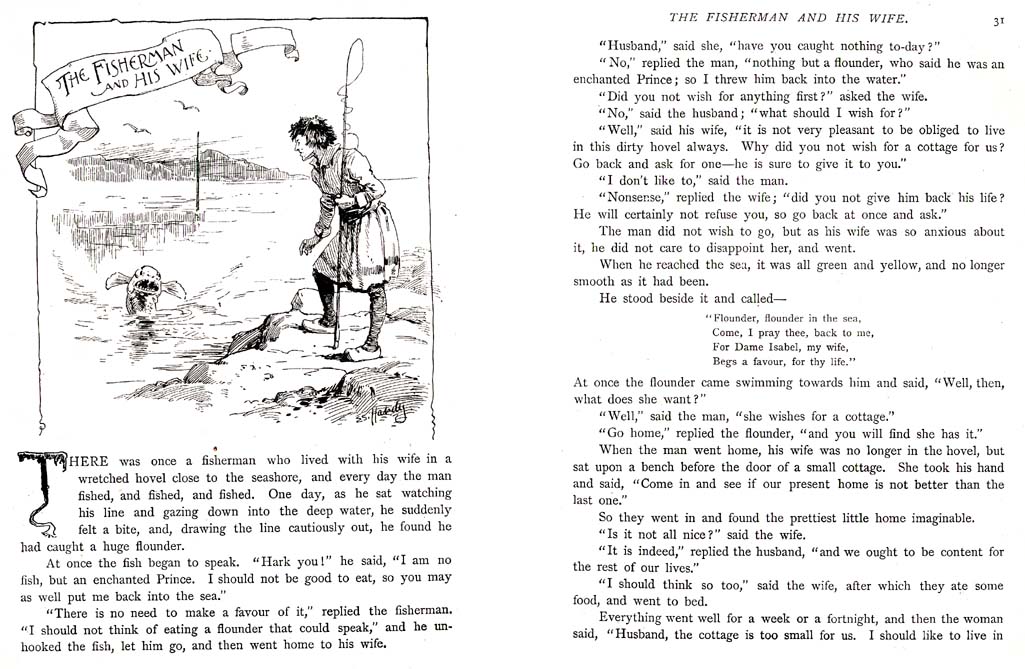 THE FISHERMAN
AND HIS WIFE.
S.S. Hardy
THERE was once a fisherman who lived with his wife in a
wretched hovel close to the seashore, and every day the man
fished, and fished, and fished. One day, as he sat watching
his line and gazing down into the deep water, he suddenly
felt a bite, and, drawing the line cautiously out, he found he
had caught a huge flounder.
At once the fish began to speak. "Hark you!" he said, "I am no
fish, but an enchanted Prince. I should not be good to eat, so you may
as well put me back into the sea."
"There is no need to make a favour of it," replied the fisherman.
"I should not think of eating a flounder that could speak," and he un-
hooked the fish, let him go, and then went home to his wife.
THE FISHERMAN AND HIS WIFE. 31
"Husband," said she, "have you caught nothing to-day?"
"No," replied the man, "nothing but a flounder, who said he was an
enchanted Prince; so I threw him back into the water."
"Did you not wish for anything first?" asked the wife.
"No," said the husband; "what should I wish for?"
"Well," said his wife, "it is not very pleasant to be obliged to live
in this dirty hovel always. Why did you not wish for a cottage for us?
Go back and ask for one—he is sure to give it to you."
"I don't like to," said the man.
"Nonsense," replied the wife; "did you not give him back his life?
He will certainly not refuse you, so go back at once and ask."
The man did not wish to go, but as his wife was so anxious about
it, he did not care to disappoint her, and went.
When he reached the sea, it was all green and yellow, and no longer
smooth as it had been.
He stood beside it and called—
"Flounder, flounder in the sea,
Come, I pray thee, back to me,
For Dame Isabel, my wife,
Begs a favour, for thy life."
At once the flounder came swimming towards him and said, "Well, then,
what does she want?"
"Well," said the man, "she wishes for a cottage."
"Go home," replied the flounder, "and you will find she has it."
When the man went home, his wife was no longer in the hovel, but
sat upon a bench before the door of a small cottage. She took his hand
and said, "Come in and see if our present home is not better than the
last one."
So they went in and found the prettiest little home imaginable.
"Is it not all nice?" said the wife.
"It is indeed," replied the husband, "and we ought to be content for
the rest of our lives."
"I should think so too," said the wife, after which they ate some
food, and went to bed.
Everything went well for a week or a fortnight, and then the woman
said, "Husband, the cottage is too small for us. I should like to live in